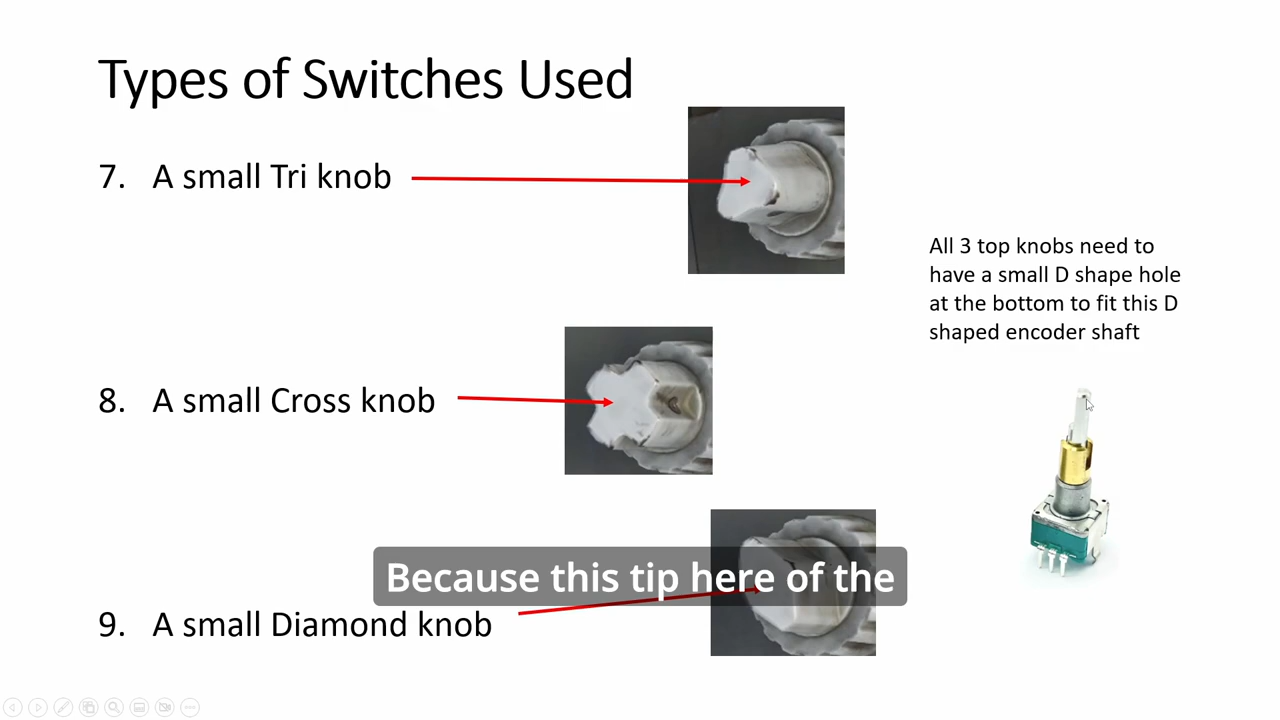 Types of Switches Used
7. A small Tri knob
All 3 top knobs need to
have a small D shape hole
at the bottom to fit this D
shaped encoder shaft
8. A small Cross knob
Because this tip here of the
9. A small Diamond knob